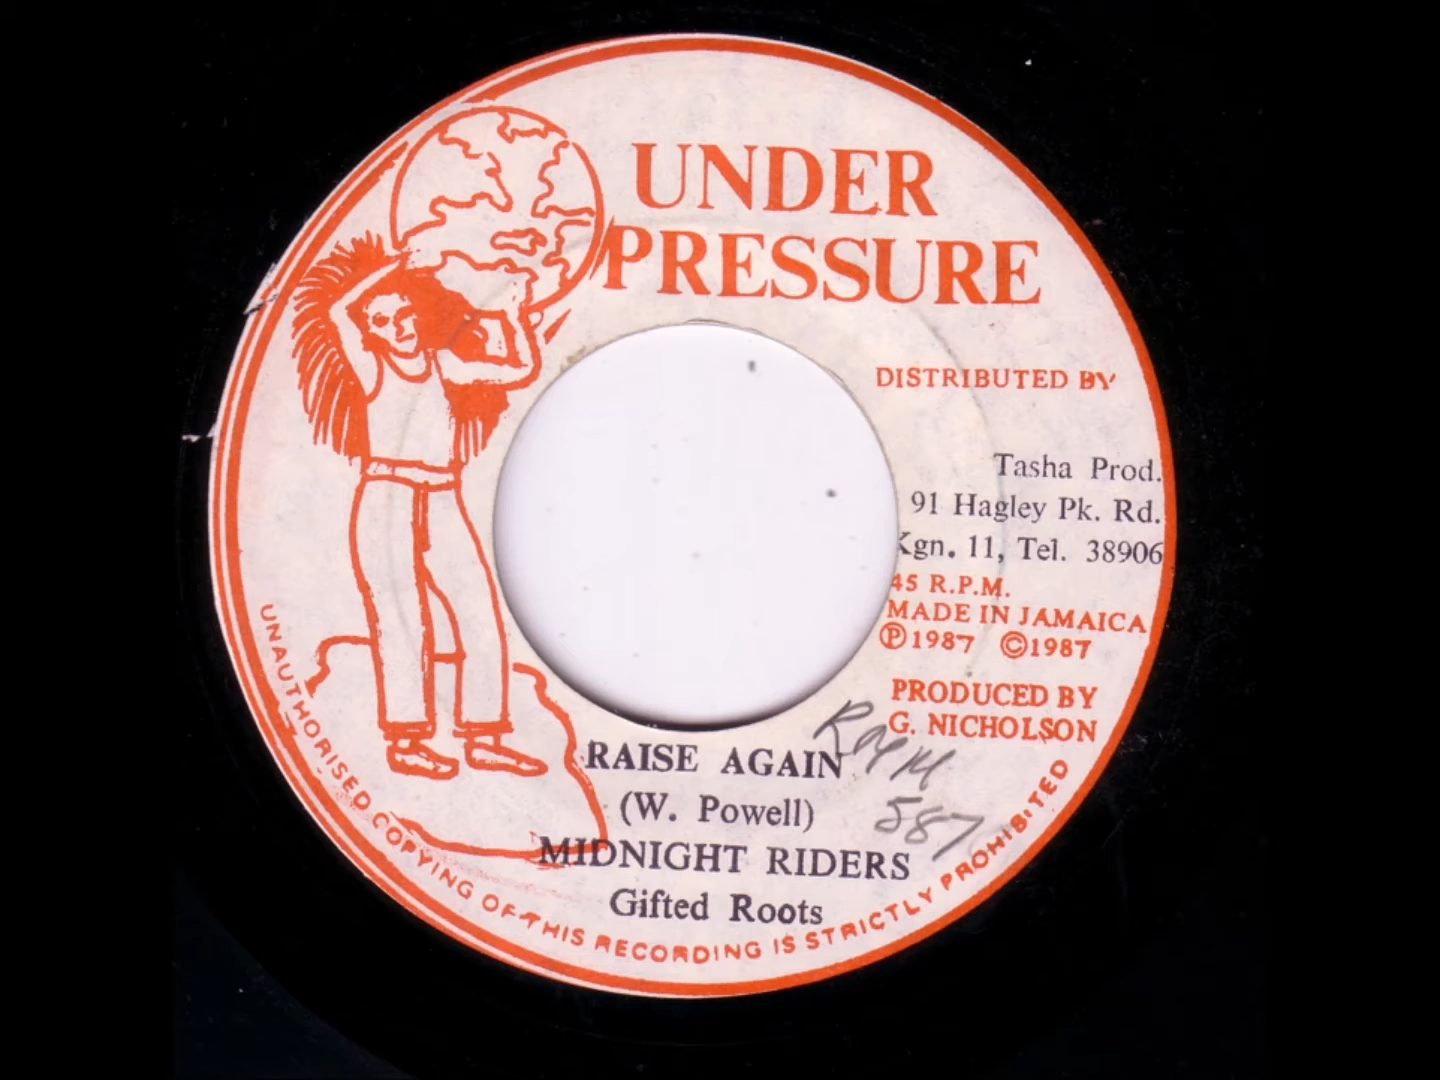 UNDER
PRESSURE
DISTRIBUTED BY
Tasha Prod.
91 Hagley Pk. Rd.
Kgn. 11, Tel. 38906
45 R.P.M.
MADE IN JAMAICA
Ⓟ1987 ©1987
PRODUCED BY
G. NICHOLSON
RAISE AGAIN
(W. Powell)
MIDNIGHT RIDERS
Gifted Roots
587
UNAUTHORISED COPYING OF THIS RECORDING IS STRICTLY PROHIBITED